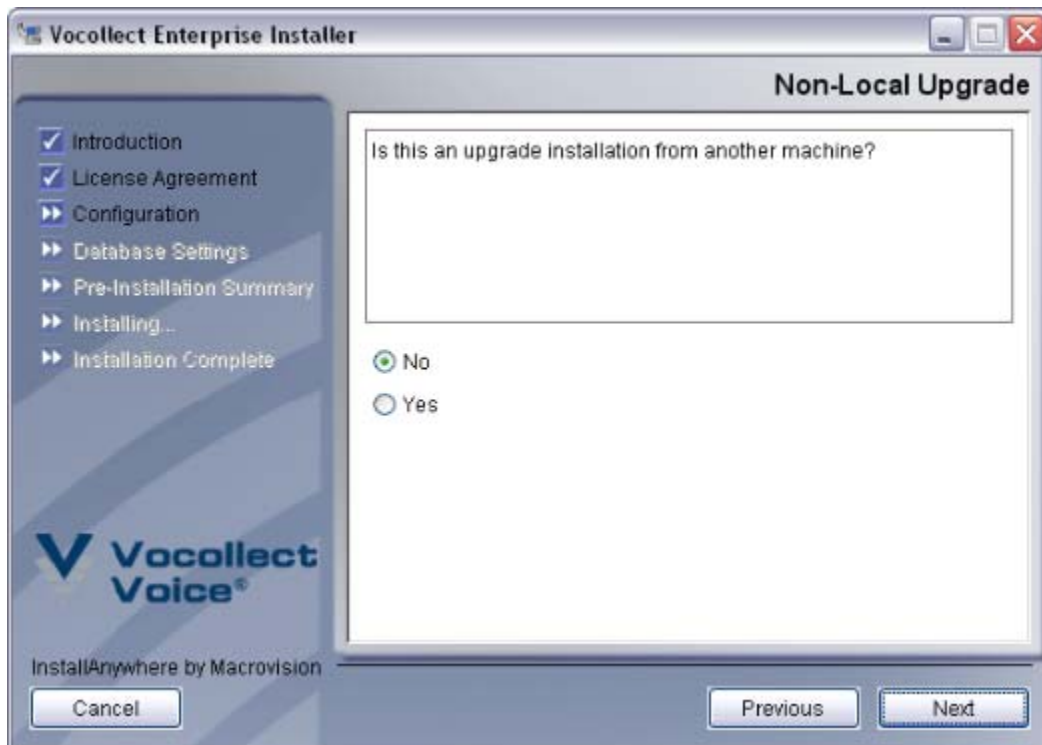 Vocollect Enterprise Installer
Non-Local Upgrade
Introduction
License Agreement
Configuration
Database Settings
Pre-Installation Summary
Installing...
Installation Complete
Is this an upgrade installation from another machine?
No
Yes
Vocollect
Voice®
InstallAnywhere by Macrovision
Cancel
Previous
Next